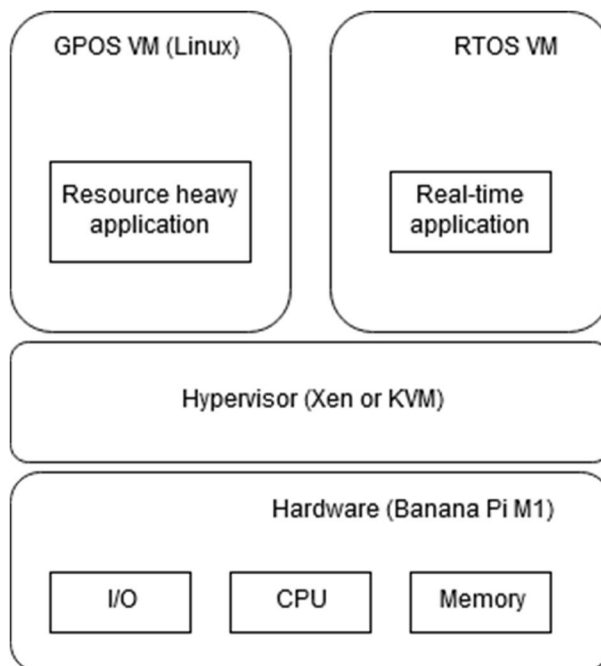 GPOS VM (Linux)
RTOS VM
Resource heavy
application
Real-time
application
Hypervisor (Xen or KVM)
Hardware (Banana Pi M1)
I/O
CPU
Memory